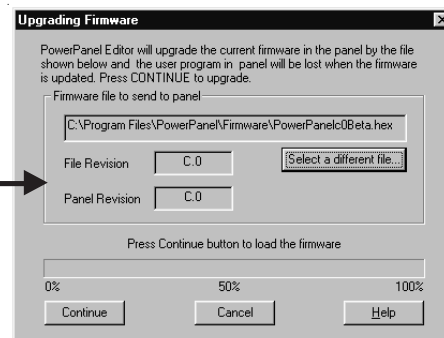 Upgrading Firmware
PowerPanel Editor will upgrade the current firmware in the panel by the file
shown below and the user program in panel will be lost when the firmware
is updated. Press CONTINUE to upgrade.
Firmware file to send to panel
C:\Program Files\PowerPanel\Firmware\PowerPanelc0Beta.hex
File Revision C.0 Select a different file...
Panel Revision C.0
Press Continue button to load the firmware
0% 50% 100%
Continue Cancel Help